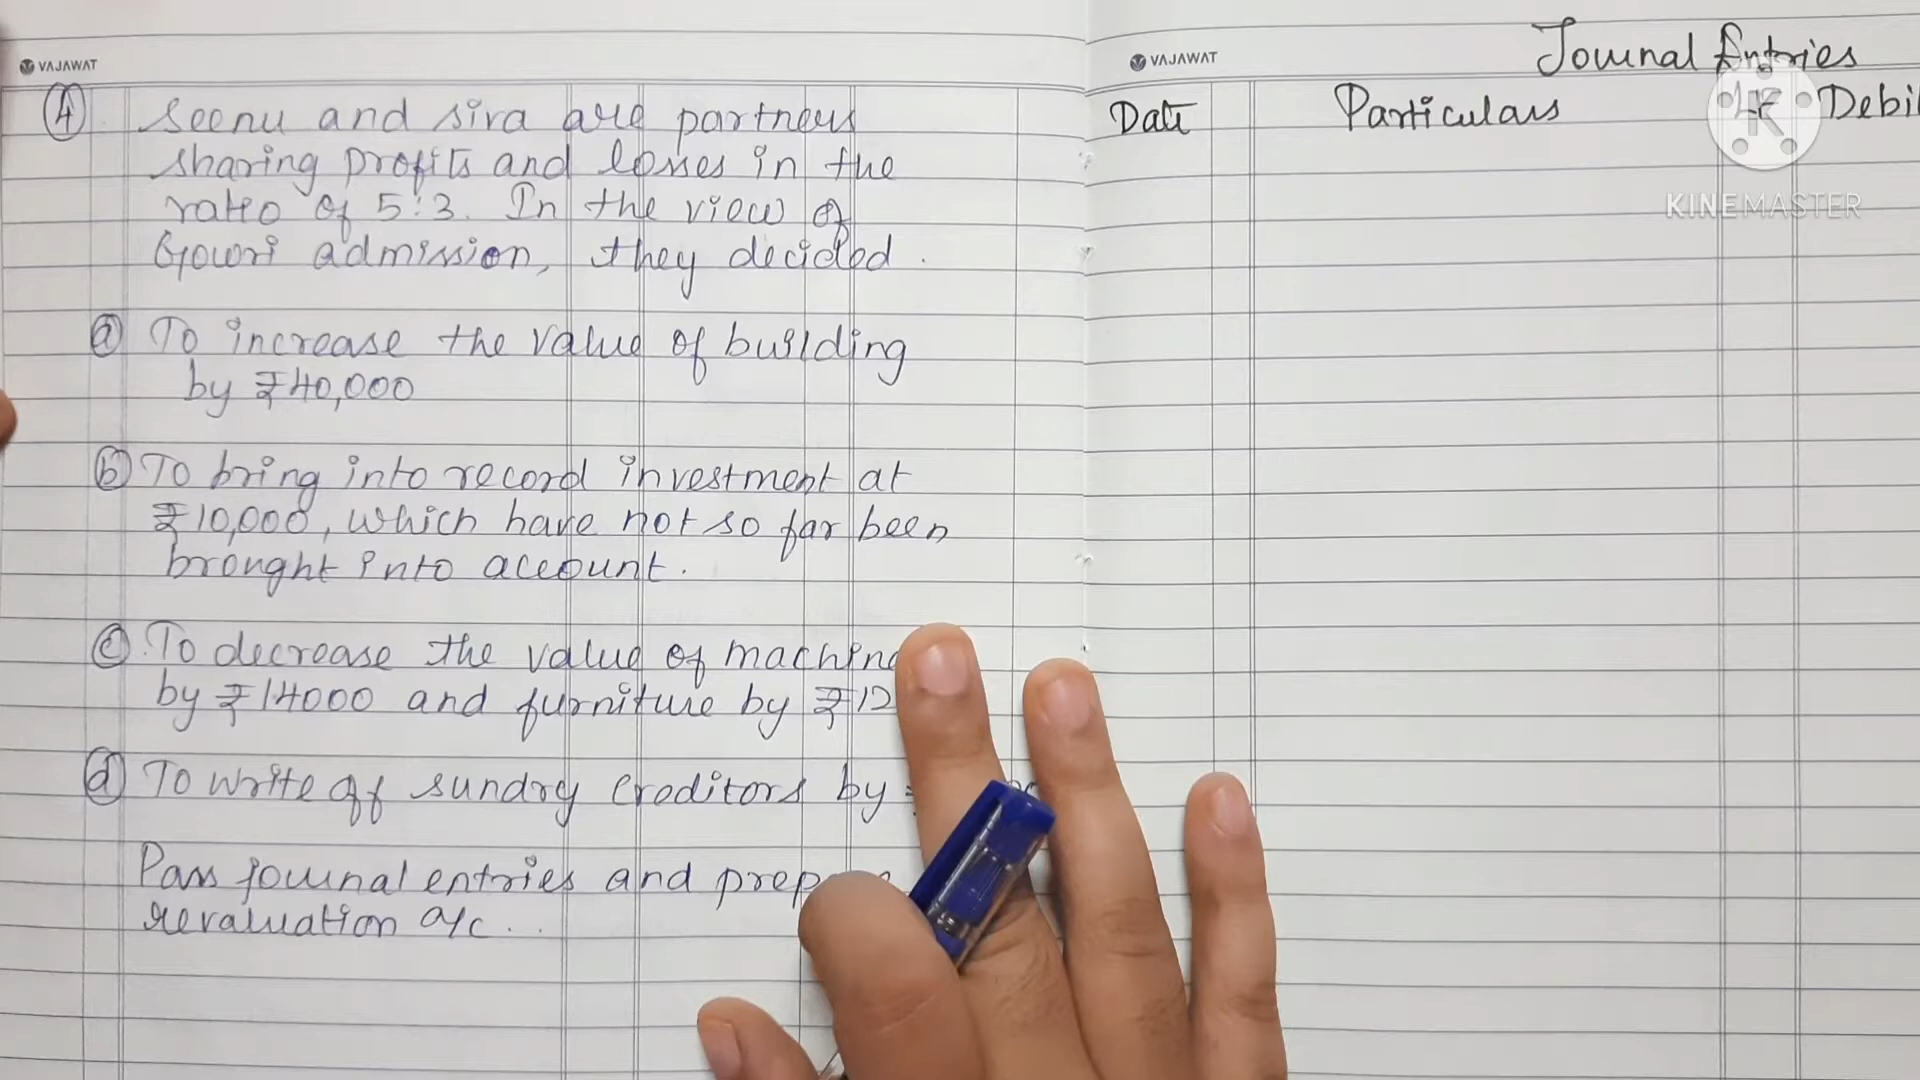 VAJAWAT
4 Seenu and siva are partners
sharing profits and losses in the
ratio of 5:3. In the view of
Gowri admission, they decided.
a To increase the value of building
by ₹40,000
b To bring into record investment at
₹10,000, which have not so far been
brought into account.
c To decrease the value of
by ₹14000 and furniture by
d To write off sundry creditors by
Pass journal entries and
revaluation a/c..
VAJAWAT
Journal Entries
Date Particulars
KINEMASTER